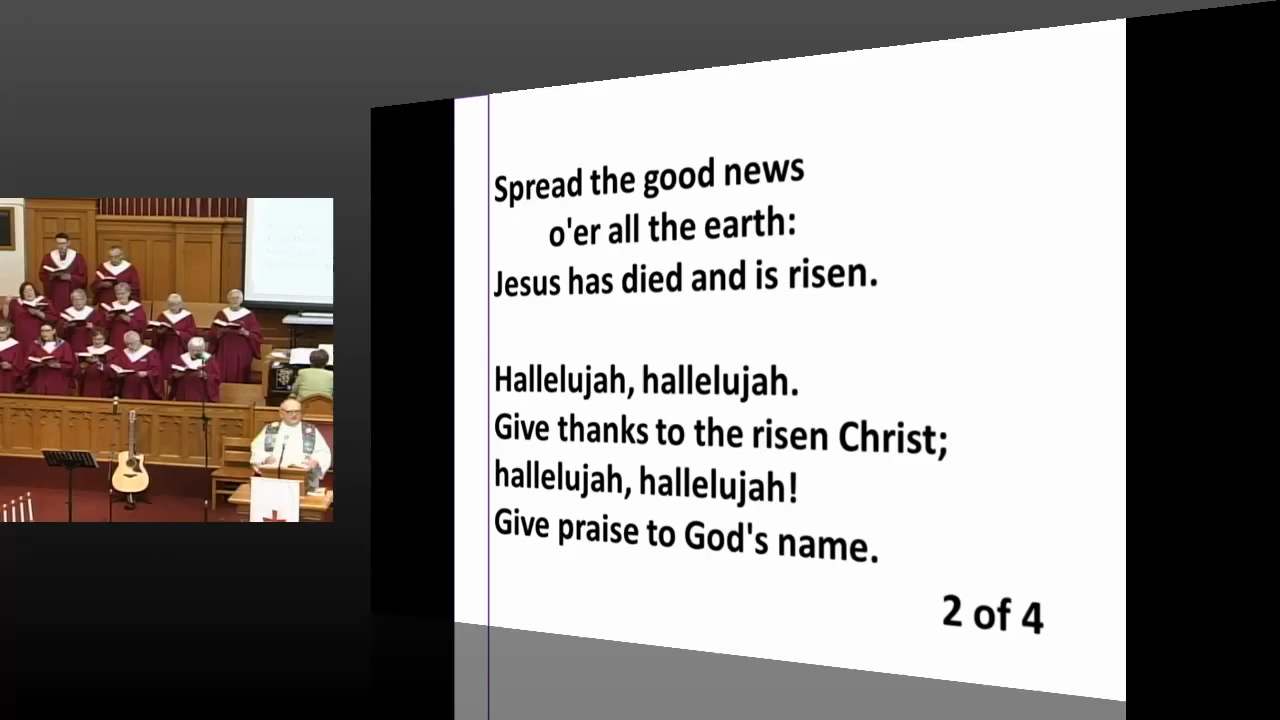 Spread the good news
o'er all the earth:
Jesus has died and is risen.
Hallelujah, hallelujah.
Give thanks to the risen Christ;
hallelujah, hallelujah!
Give praise to God's name.
2 of 4